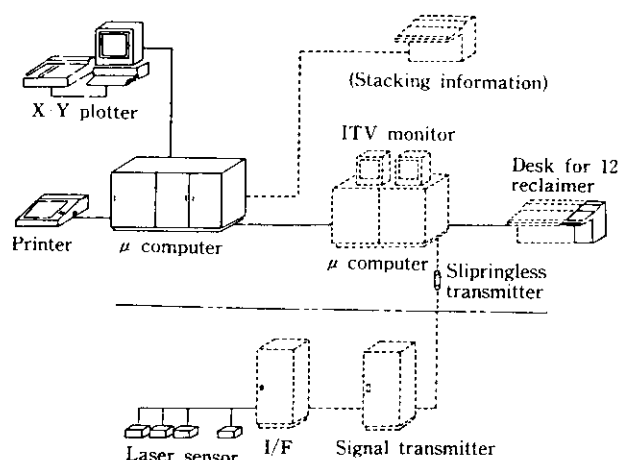 X-Y plotter
(Stacking information)
ITV monitor
Desk for 12
reclaimer
Printer
μ computer
μ computer
Slipringless
transmitter
Laser sensor
I/F
Signal transmitter